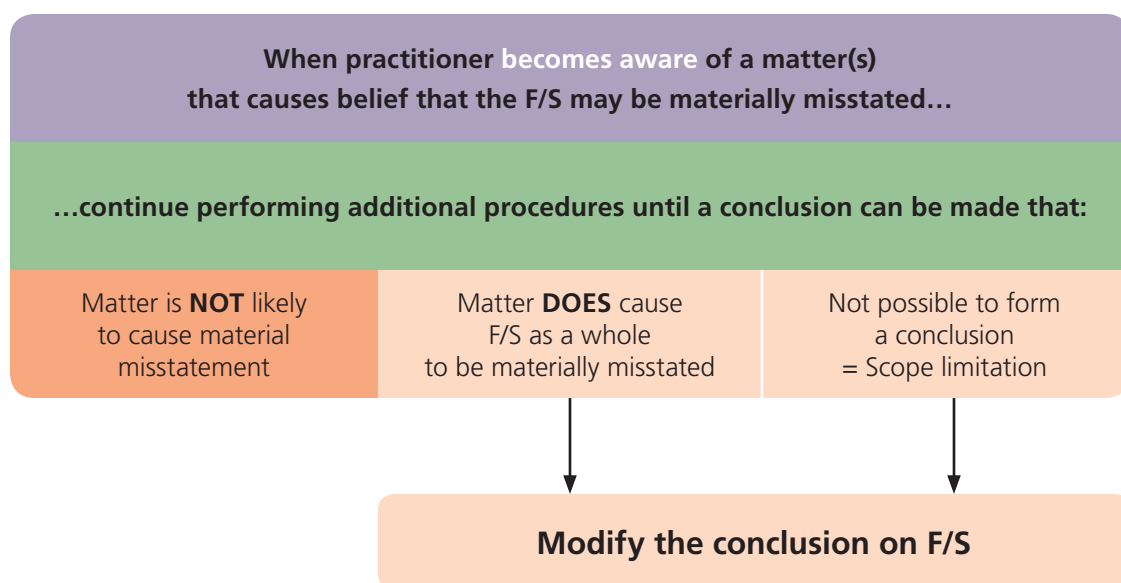 When practitioner becomes aware of a matter(s)
that causes belief that the F/S may be materially misstated…
…continue performing additional procedures until a conclusion can be made that:
Matter is NOT likely
to cause material
misstatement
Matter DOES cause
F/S as a whole
to be materially misstated
Not possible to form
a conclusion
= Scope limitation
Modify the conclusion on F/S